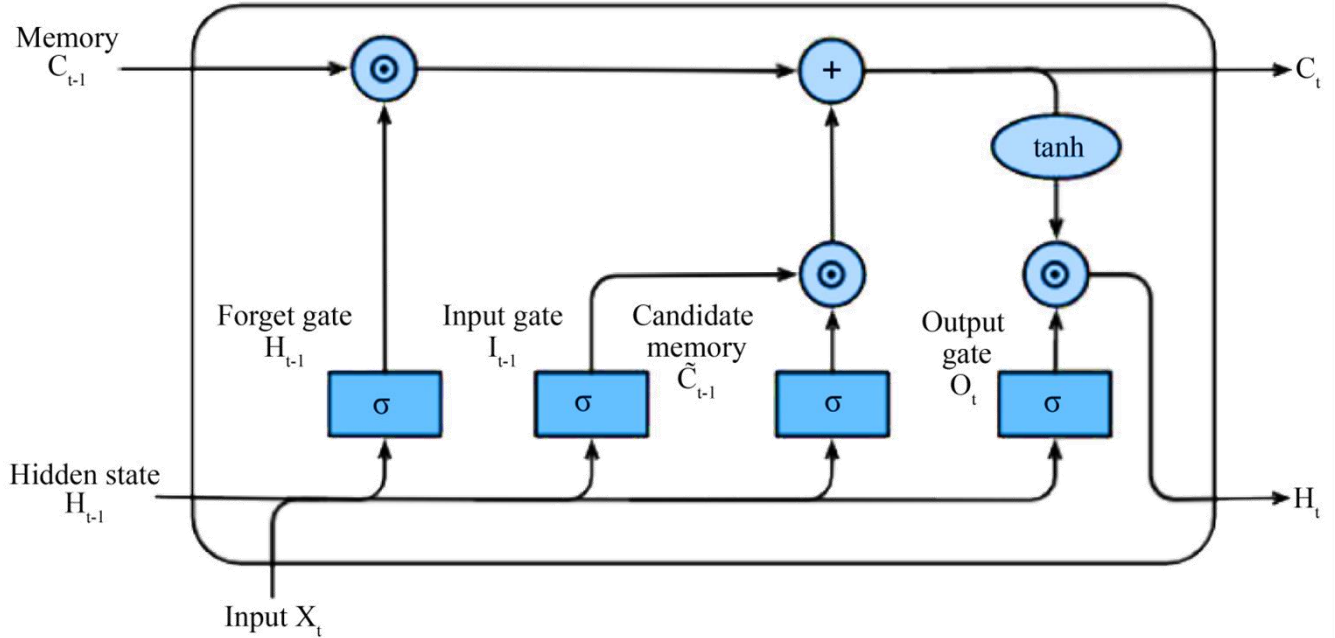 Memory
C_{t-1}
⊙
+
C_t
tanh
⊙
⊙
Forget gate
H_{t-1}
Input gate
I_{t-1}
Candidate
memory
C̃_{t-1}
Output
gate
O_t
σ
σ
σ
σ
Hidden state
H_{t-1}
H_t
Input X_t